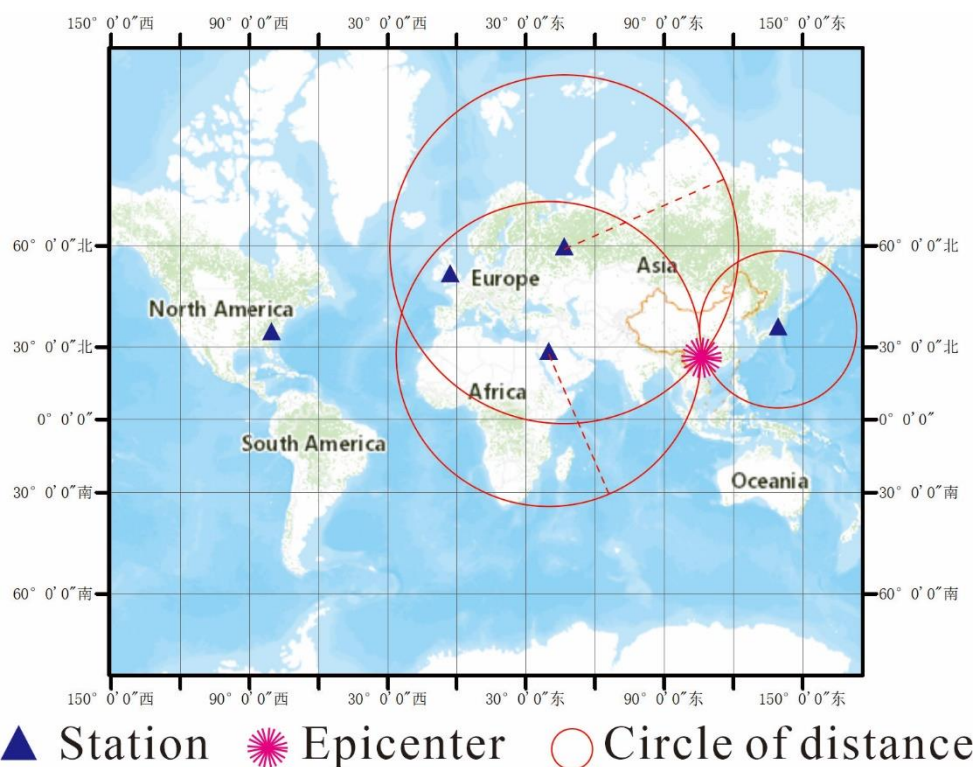 150° 0'0"西 90° 0'0"西 30° 0'0"西 30° 0'0"东 90° 0'0"东 150° 0'0"东
60° 0'0"北 60° 0'0"北
Europe Asia
North America
30° 0'0"北 30° 0'0"北
Africa
0° 0'0" 0° 0'0"
South America
Oceania
30° 0'0"南 30° 0'0"南
60° 0'0"南 60° 0'0"南
150° 0'0"西 90° 0'0"西 30° 0'0"西 30° 0'0"东 90° 0'0"东 150° 0'0"东
Station Epicenter Circle of distance